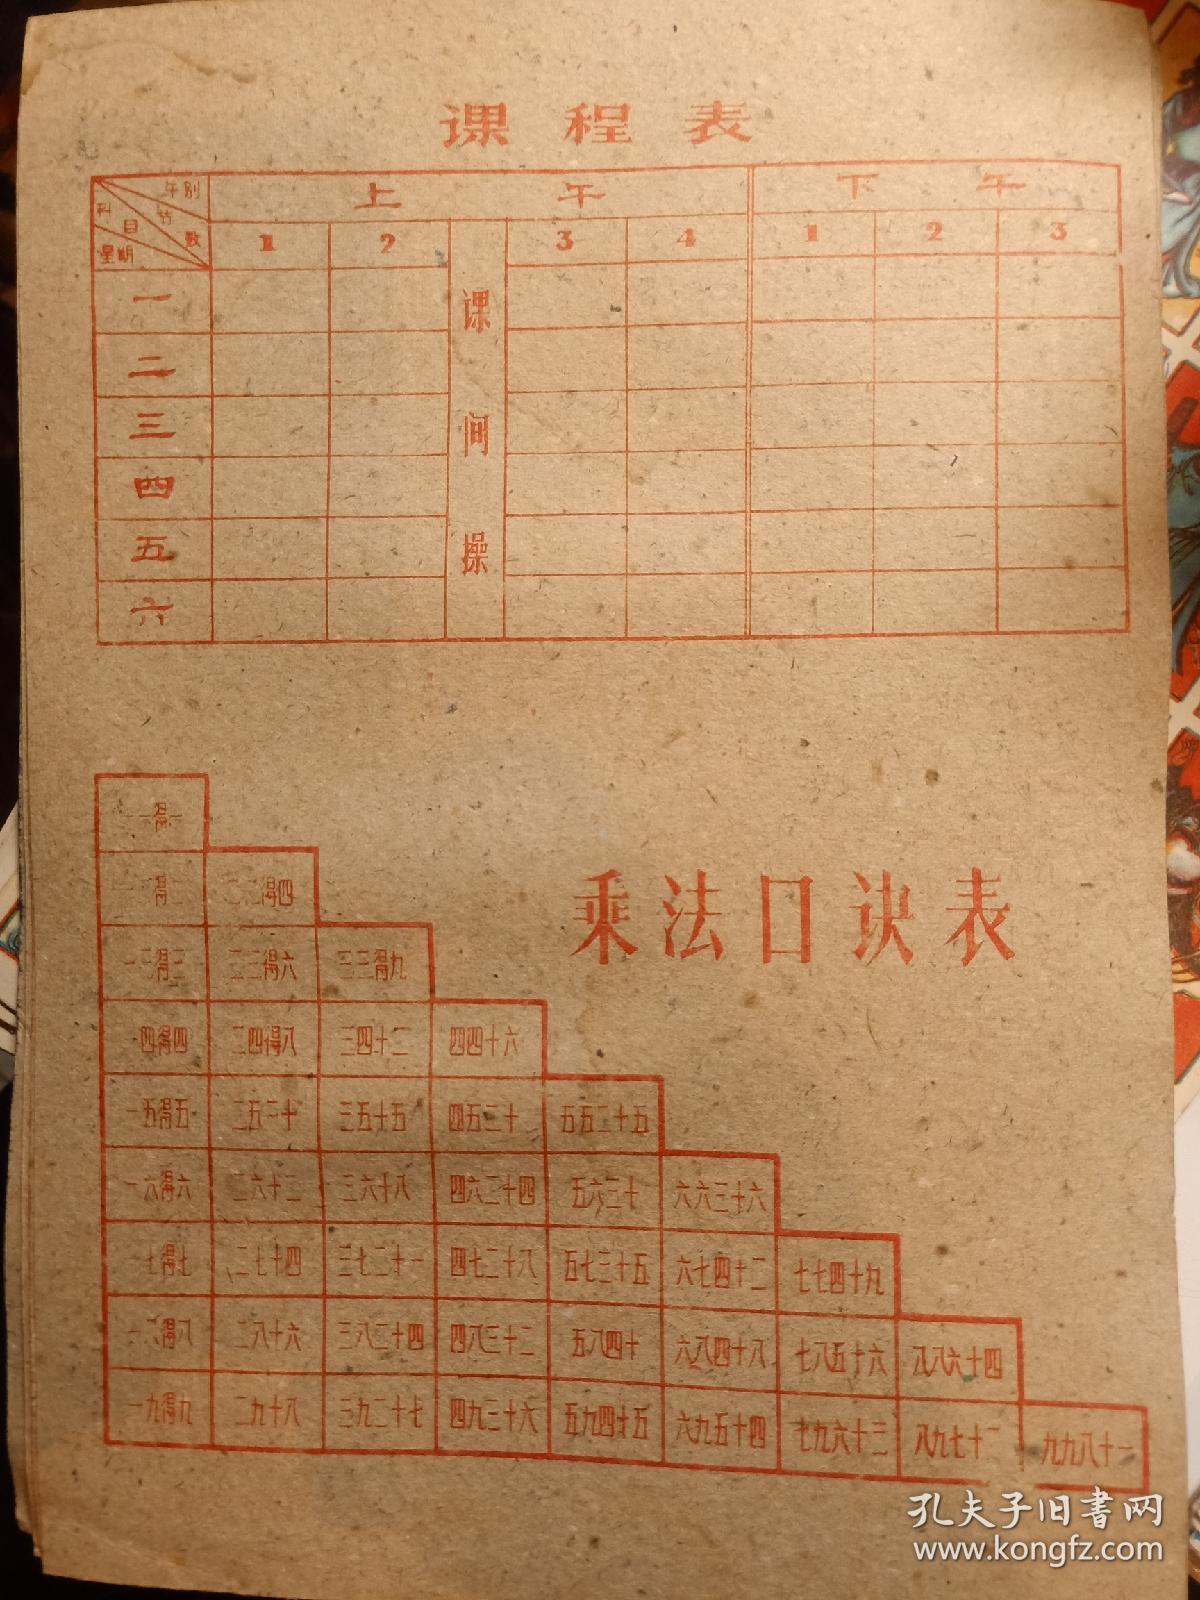 课程表
午别 上午 下午
节数
科目
星期
1 2 3 4 1 2 3
课间操
一
二
三
四
五
六
乘法口诀表
一一得一
一二得二 二二得四
一三得三 二三得六 三三得九
一四得四 二四得八 三四十二 四四十六
一五得五 二五一十 三五十五 四五二十 五五二十五
一六得六 二六十二 三六十八 四六二十四 五六三十 六六三十六
一七得七 二七十四 三七二十一 四七二十八 五七三十五 六七四十二 七七四十九
一八得八 二八十六 三八二十四 四八三十二 五八四十 六八四十八 七八五十六 八八六十四
一九得九 二九十八 三九二十七 四九三十六 五九四十五 六九五十四 七九六十三 八九七十二 九九八十一
孔夫子旧书网
www.kongfz.com